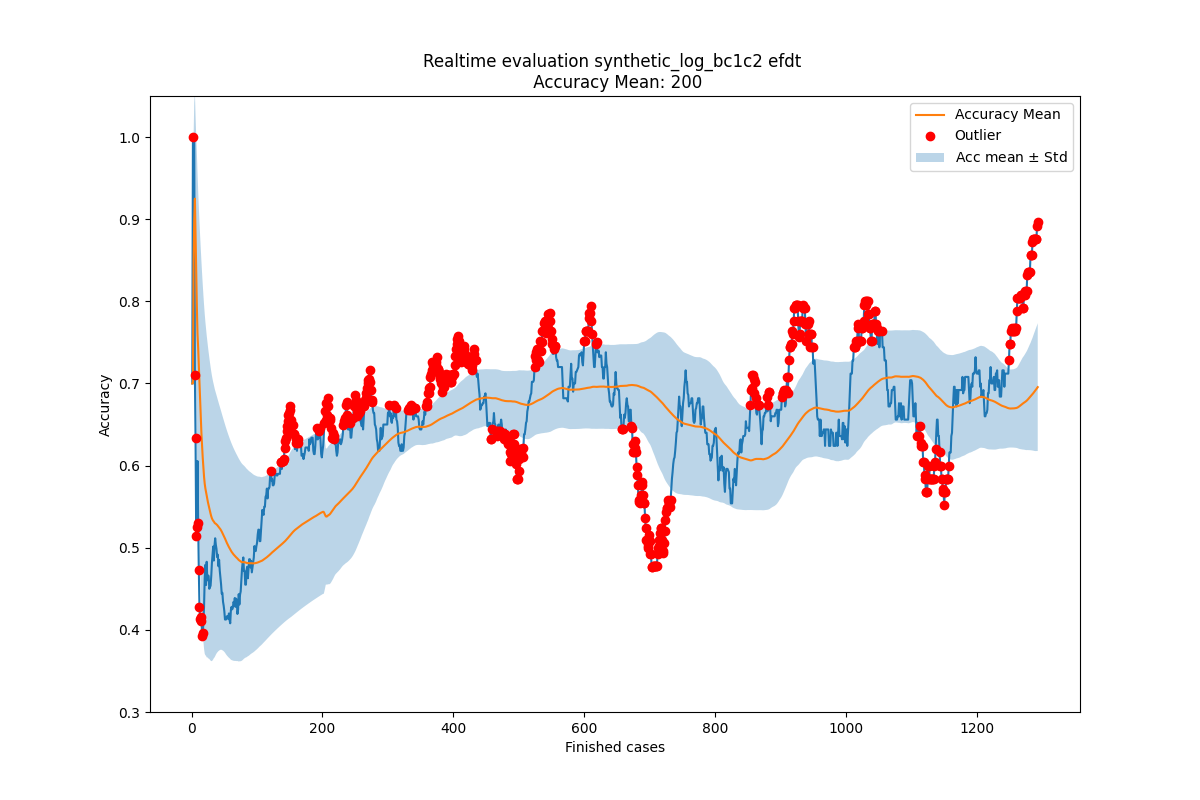 Realtime evaluation synthetic_log_bc1c2 efdt
Accuracy Mean: 200
Accuracy Mean
Outlier
Acc mean ± Std
Accuracy
1.0
0.9
0.8
0.7
0.6
0.5
0.4
0.3
0 200 400 600 800 1000 1200
Finished cases